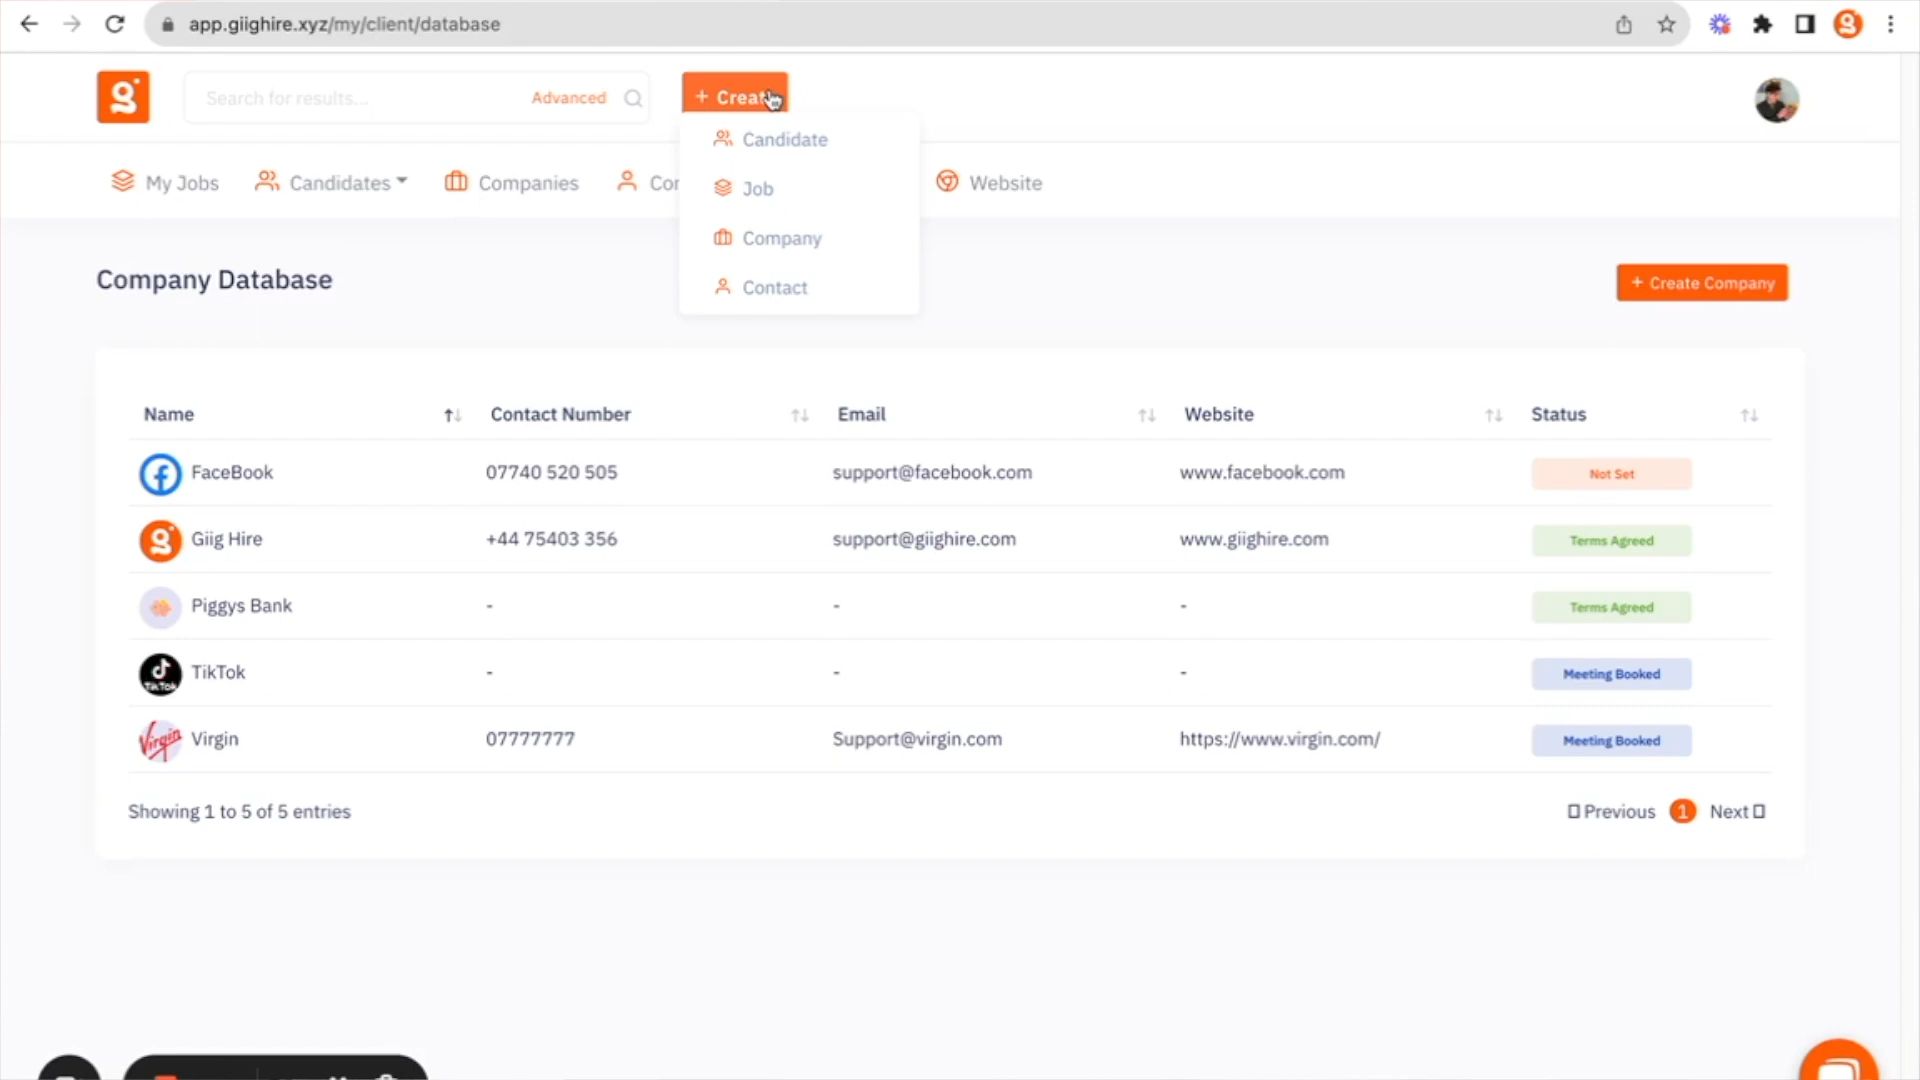 app.giighire.xyz/my/client/database
Search for results...
Advanced
+ Creat
Candidate
Job
Company
Contact
My Jobs
Candidates
Companies
Website
Company Database
+ Create Company
Name
Contact Number
Email
Website
Status
FaceBook 07740 520 505 support@facebook.com www.facebook.com Not Set
Giig Hire +44 75403 356 support@giighire.com www.giighire.com Terms Agreed
Piggys Bank - - - Terms Agreed
TikTok
TikTok - - - Meeting Booked
Virgin
Virgin 07777777 Support@virgin.com https://www.virgin.com/ Meeting Booked
Showing 1 to 5 of 5 entries
Previous 1 Next